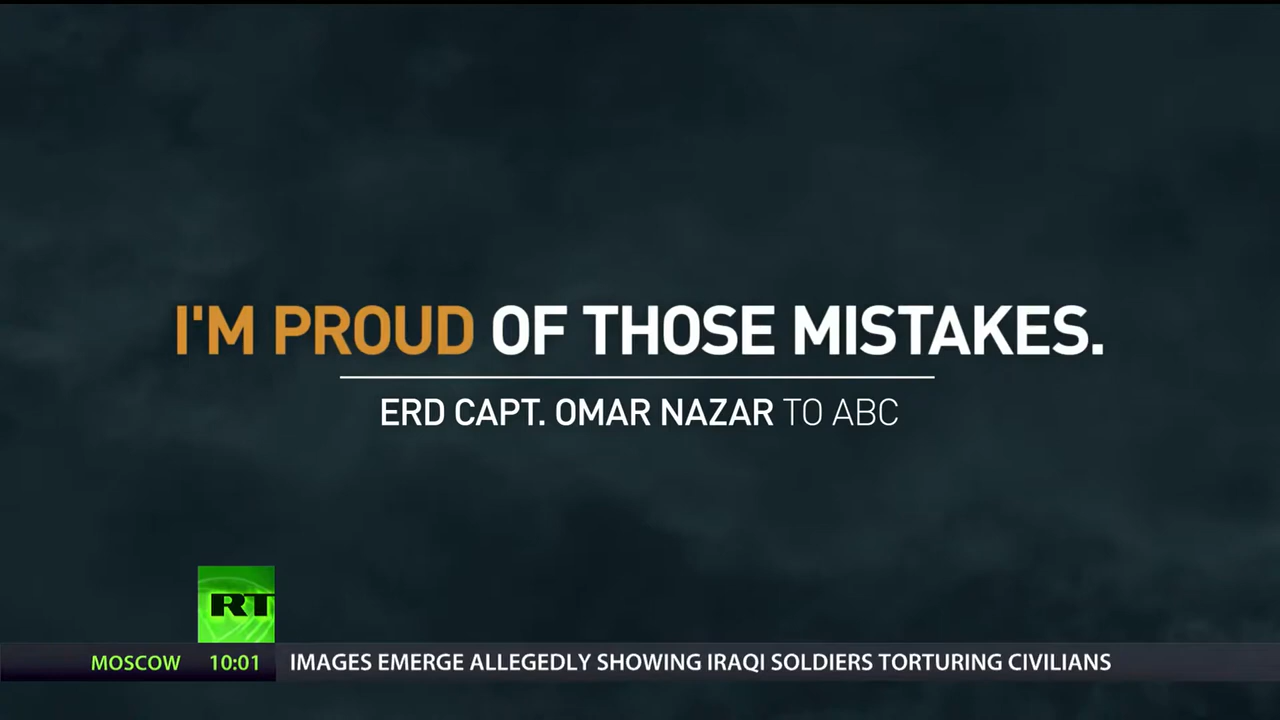 I'M PROUD OF THOSE MISTAKES.
ERD CAPT. OMAR NAZAR TO ABC
RT
MOSCOW 10:01 IMAGES EMERGE ALLEGEDLY SHOWING IRAQI SOLDIERS TORTURING CIVILIANS